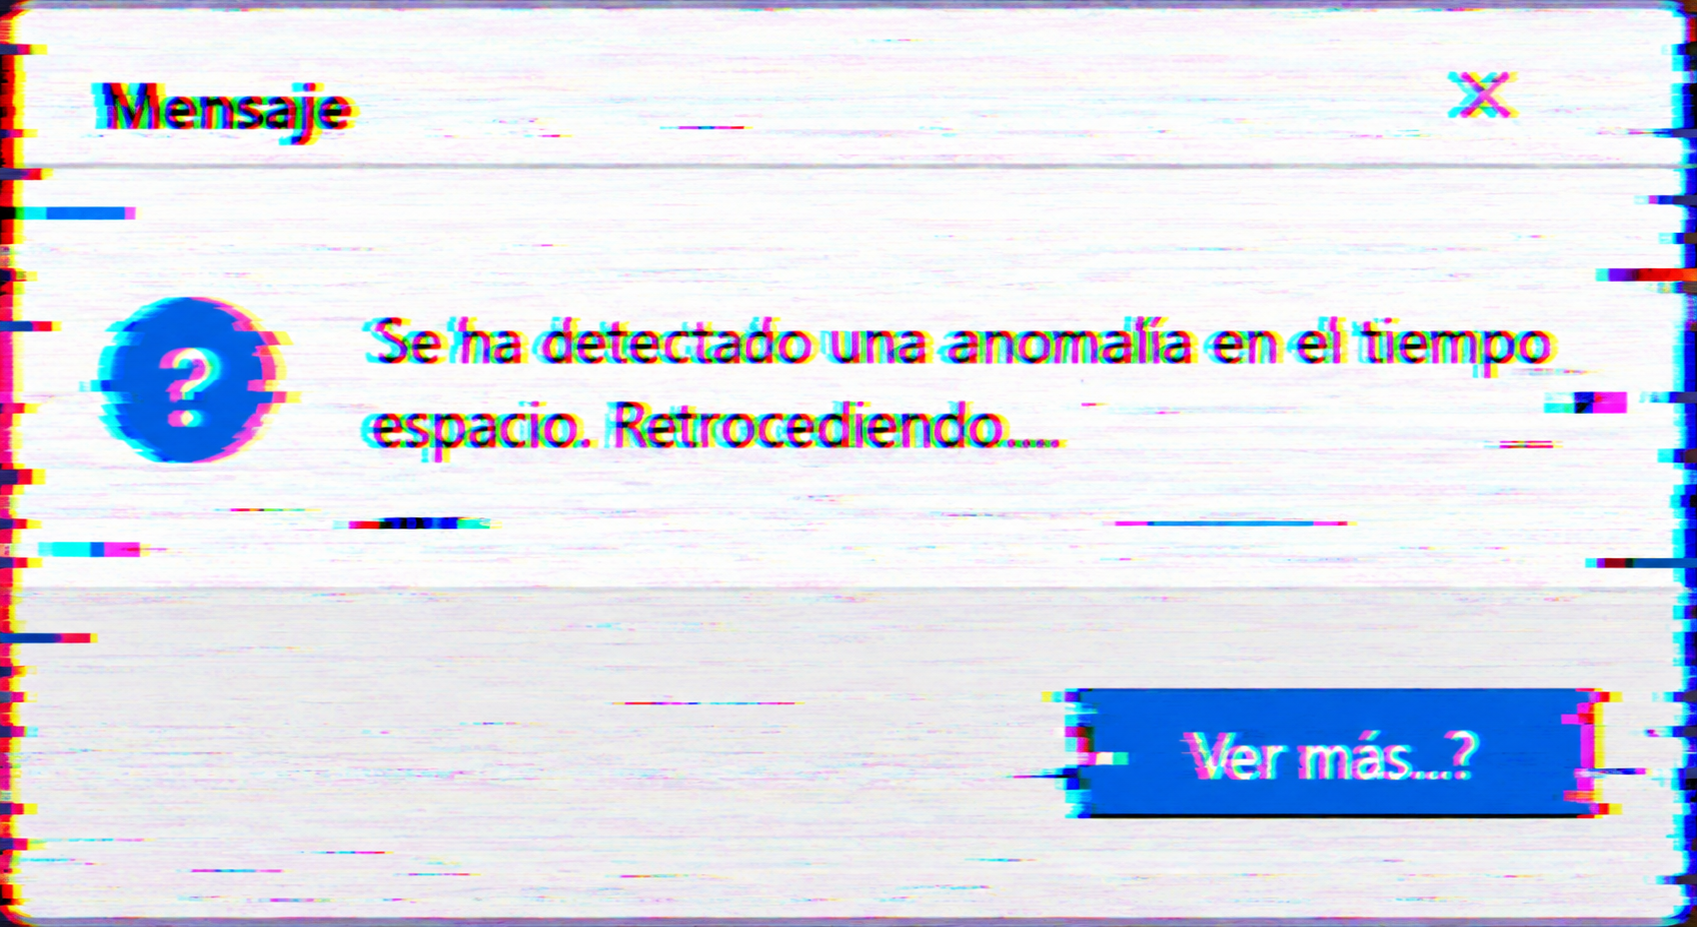 Mensaje
?
Se ha detectado una anomalía en el tiempo
espacio. Retrocediendo....
Ver más...?